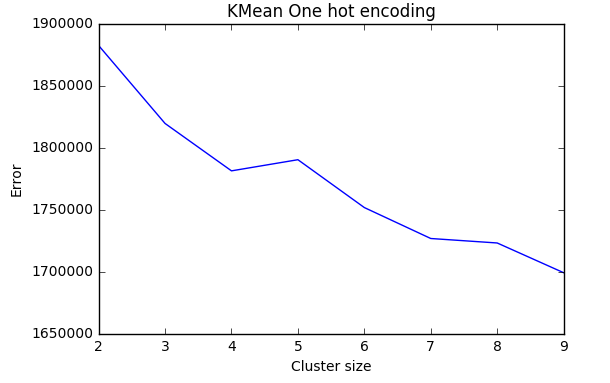 KMean One hot encoding
1900000
1850000
1800000
1750000
1700000
1650000
Error
2 3 4 5 6 7 8 9
Cluster size